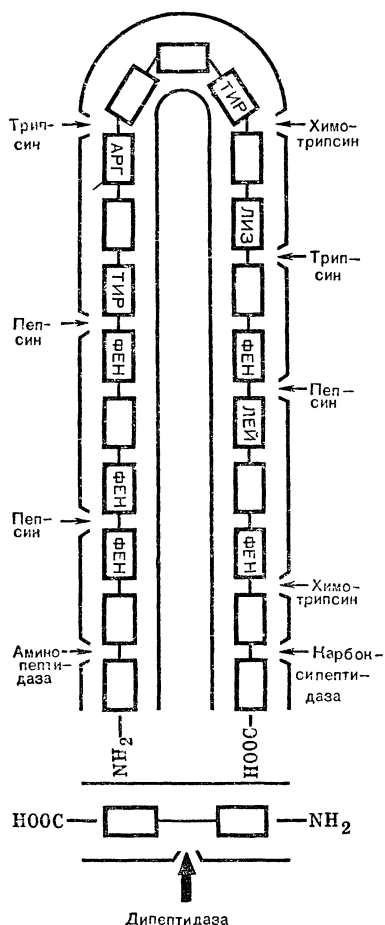 ТИР
Трип-
син
Химо-
трипсин
АРГ
ЛИЗ
Трип-
син
ТИР
Пеп-
син
ФЕН
ФЕН
Пеп-
син
ЛЕЙ
ФЕН
Пеп-
син
ФЕН
ФЕН
Химо-
трипсин
Амино-
пепти-
даза
Карбок-
сипепти-
даза
NH2
HOOC
HOOC
NH2
Дипептидаза